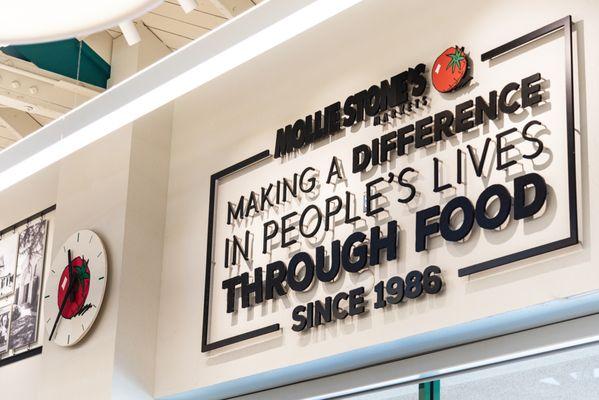 MOLLIE STONE'S
MARKETS
MAKING A DIFFERENCE
IN PEOPLE'S LIVES
THROUGH FOOD
SINCE 1986